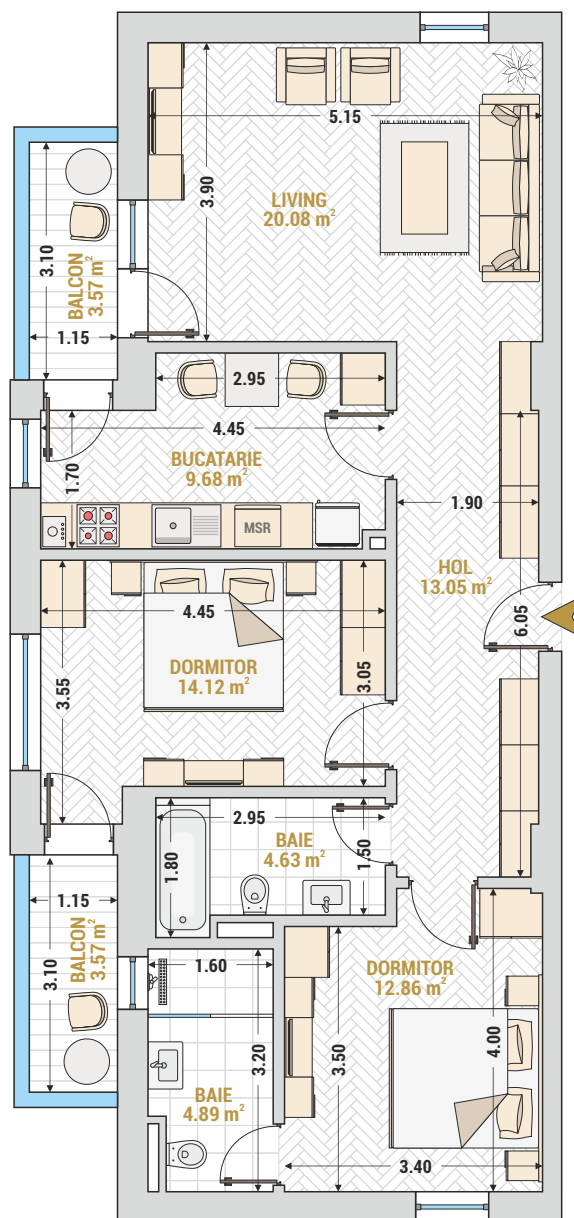 3.90
5.15
LIVING
20.08 m²
3.10
BALCON
3.57 m²
1.15
2.95
4.45
1.70
BUCATARIE
9.68 m²
MSR
1.90
HOL
13.05 m²
6.05
4.45
DORMITOR
14.12 m²
3.55
3.05
2.95
BAIE
4.63 m²
1.80
1.50
1.15
3.10
BALCON
3.57 m²
1.60
3.20
BAIE
4.89 m²
DORMITOR
12.86 m²
3.50
4.00
3.40